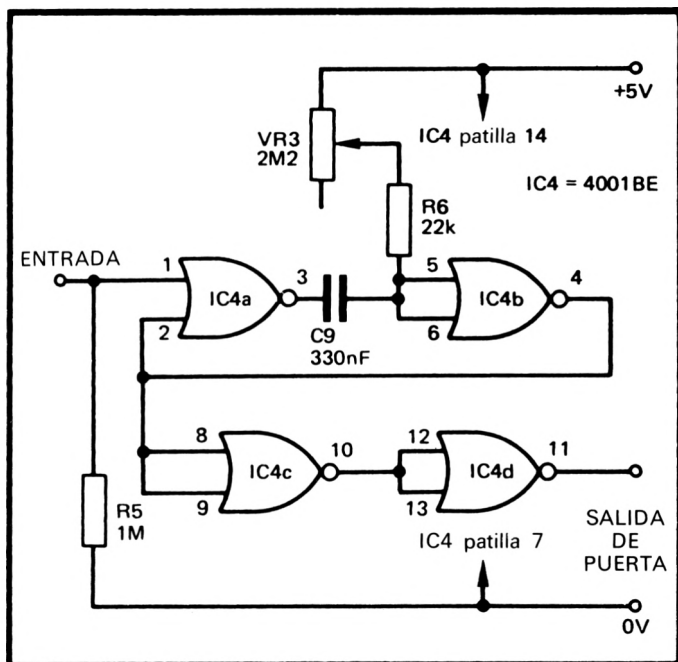 +5V
VR3
2M2
IC4 patilla 14
IC4 = 4001BE
R6
22k
ENTRADA
1
3
5
4
IC4a
IC4b
2
C9
6
330nF
8
10
12
11
IC4c
IC4d
9
13
R5
1M
IC4 patilla 7
SALIDA
DE
PUERTA
0V